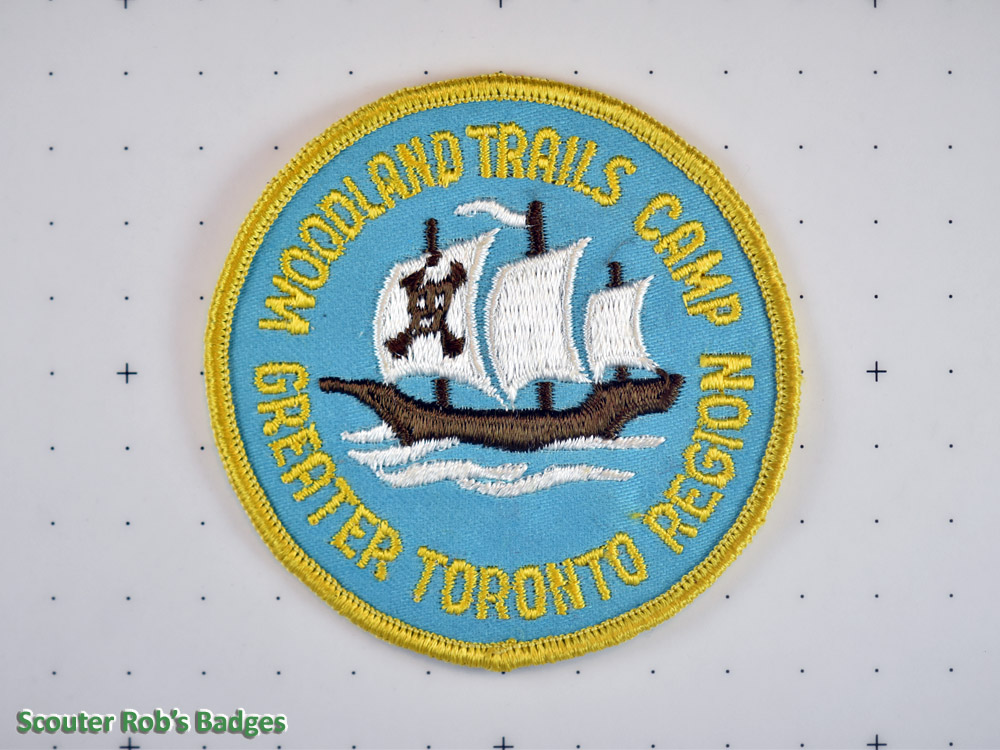 WOODLAND TRAILS CAMP
GREATER TORONTO REGION
Scouter Rob's Badges